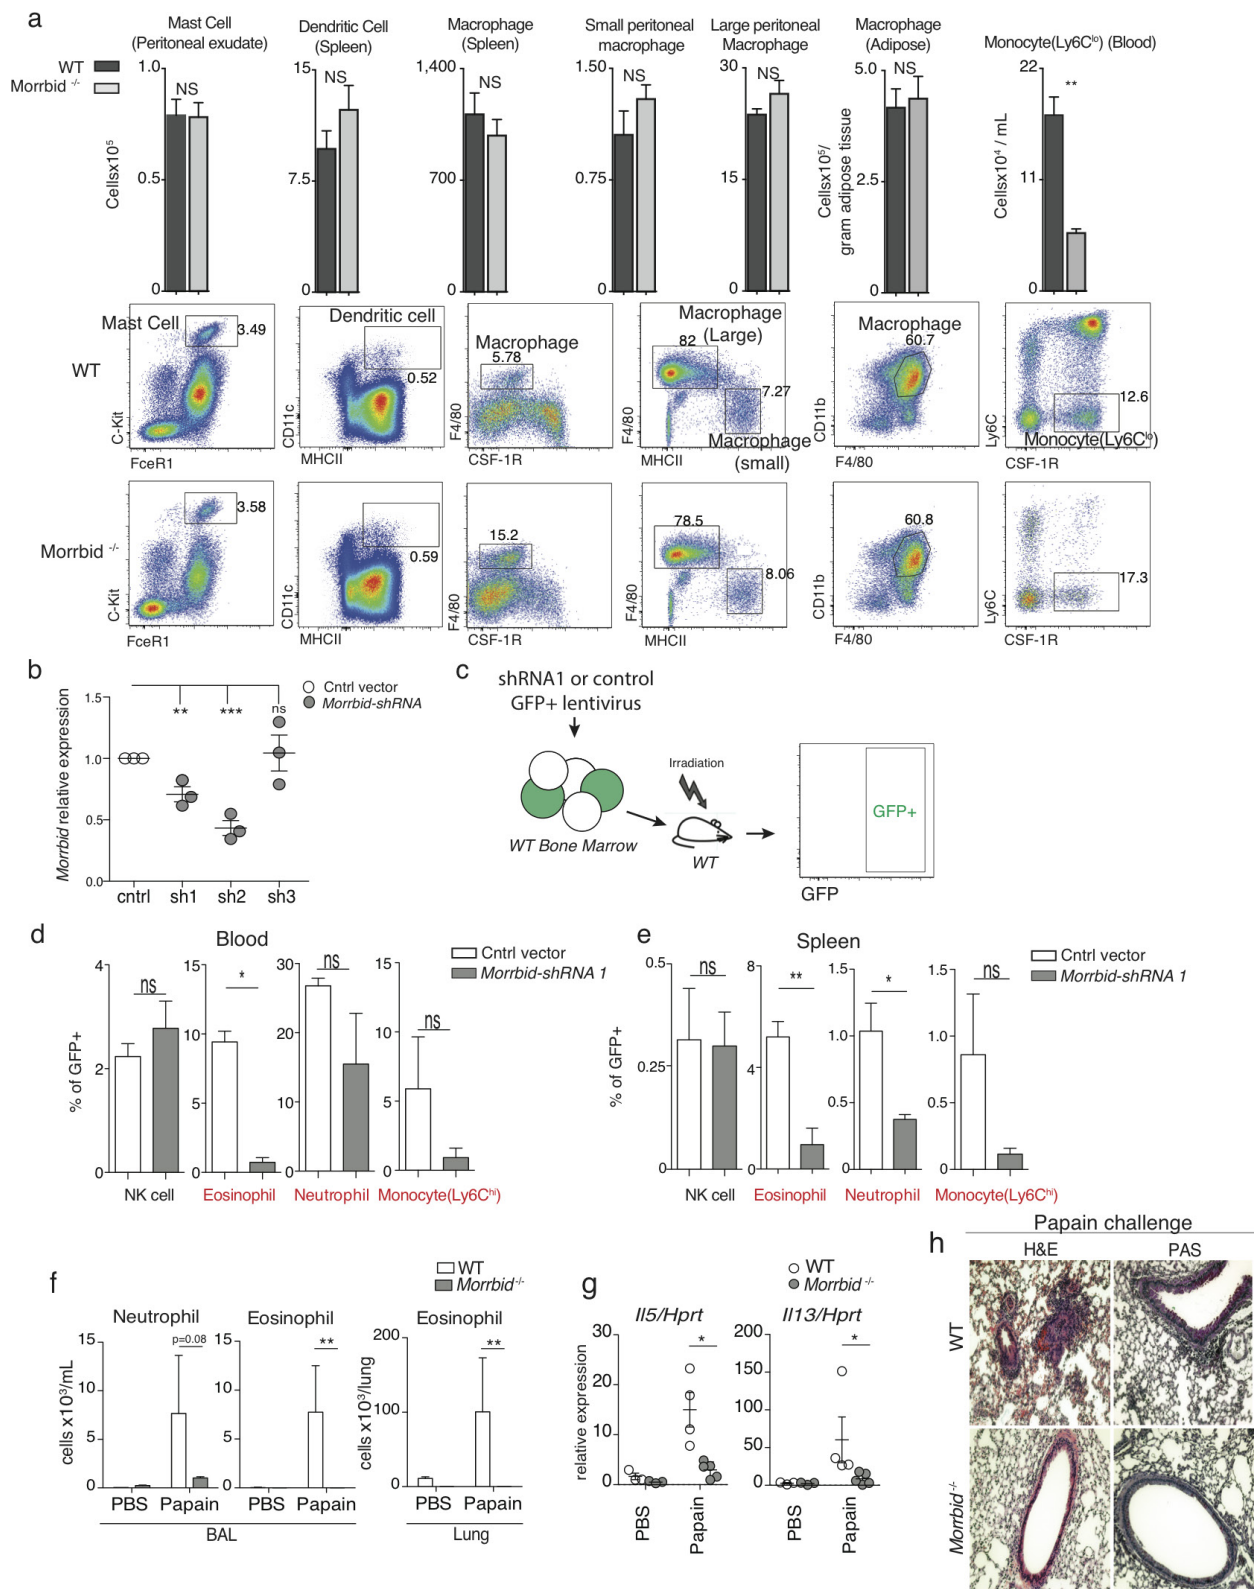 a
Mast Cell
(Peritoneal exudate)
Dendritic Cell
(Spleen)
Macrophage
(Spleen)
Small peritoneal
macrophage
Large peritoneal
Macrophage
Macrophage
(Adipose)
Monocyte(Ly6Clo) (Blood)
WT
Morrbid -/-
1.0
0.5
0
Cellsx10⁵
NS
15
7.5
0
NS
1,400
700
0
NS
1.50
0.75
0
NS
30
15
0
NS
5.0
2.5
0
Cellsx10⁵/
gram adipose tissue
NS
22
11
0
Cellsx10⁴ / mL
**
WT
Mast Cell
3.49
C-Kit
FceR1
Dendritic cell
0.52
CD11c
MHCII
Macrophage
5.78
F4/80
CSF-1R
Macrophage
(Large)
82
7.27
Macrophage
(small)
F4/80
MHCII
Macrophage
60.7
CD11b
F4/80
12.6
Monocyte(Ly6Clo)
Ly6C
CSF-1R
Morrbid -/-
3.58
C-Kit
FceR1
0.59
CD11c
MHCII
15.2
F4/80
CSF-1R
78.5
8.06
F4/80
MHCII
60.8
CD11b
F4/80
17.3
Ly6C
CSF-1R
b
Morrbid relative expression
1.5
1.0
0.5
0.0
**
***
ns
Cntrl vector
Morrbid-shRNA
cntrl sh1 sh2 sh3
c
shRNA1 or control
GFP+ lentivirus
Irradiation
WT Bone Marrow
WT
GFP+
GFP
d
Blood
Cntrl vector
Morrbid-shRNA 1
% of GFP+
4
2
0
ns
NK cell
15
10
5
0
*
Eosinophil
30
20
10
0
ns
Neutrophil
15
10
5
0
ns
Monocyte(Ly6Chi)
e
Spleen
Cntrl vector
Morrbid-shRNA 1
% of GFP+
0.5
0.25
0
ns
NK cell
8
4
0
**
Eosinophil
1.5
1.0
0.5
0
*
Neutrophil
1.5
1.0
0.5
0
ns
Monocyte(Ly6Chi)
f
WT
Morrbid-/-
Neutrophil
cells x10³/mL
15
10
5
0
p=0.08
PBS Papain
Eosinophil
15
10
5
0
**
PBS Papain
BAL
Eosinophil
cells x10³/lung
200
100
0
**
PBS Papain
Lung
g
WT
Morrbid-/-
Il5/Hprt
relative expression
30
20
10
0
*
PBS
Papain
Il13/Hprt
200
150
100
50
0
*
PBS
Papain
h
Papain challenge
H&E
PAS
WT
Morrbid-/-